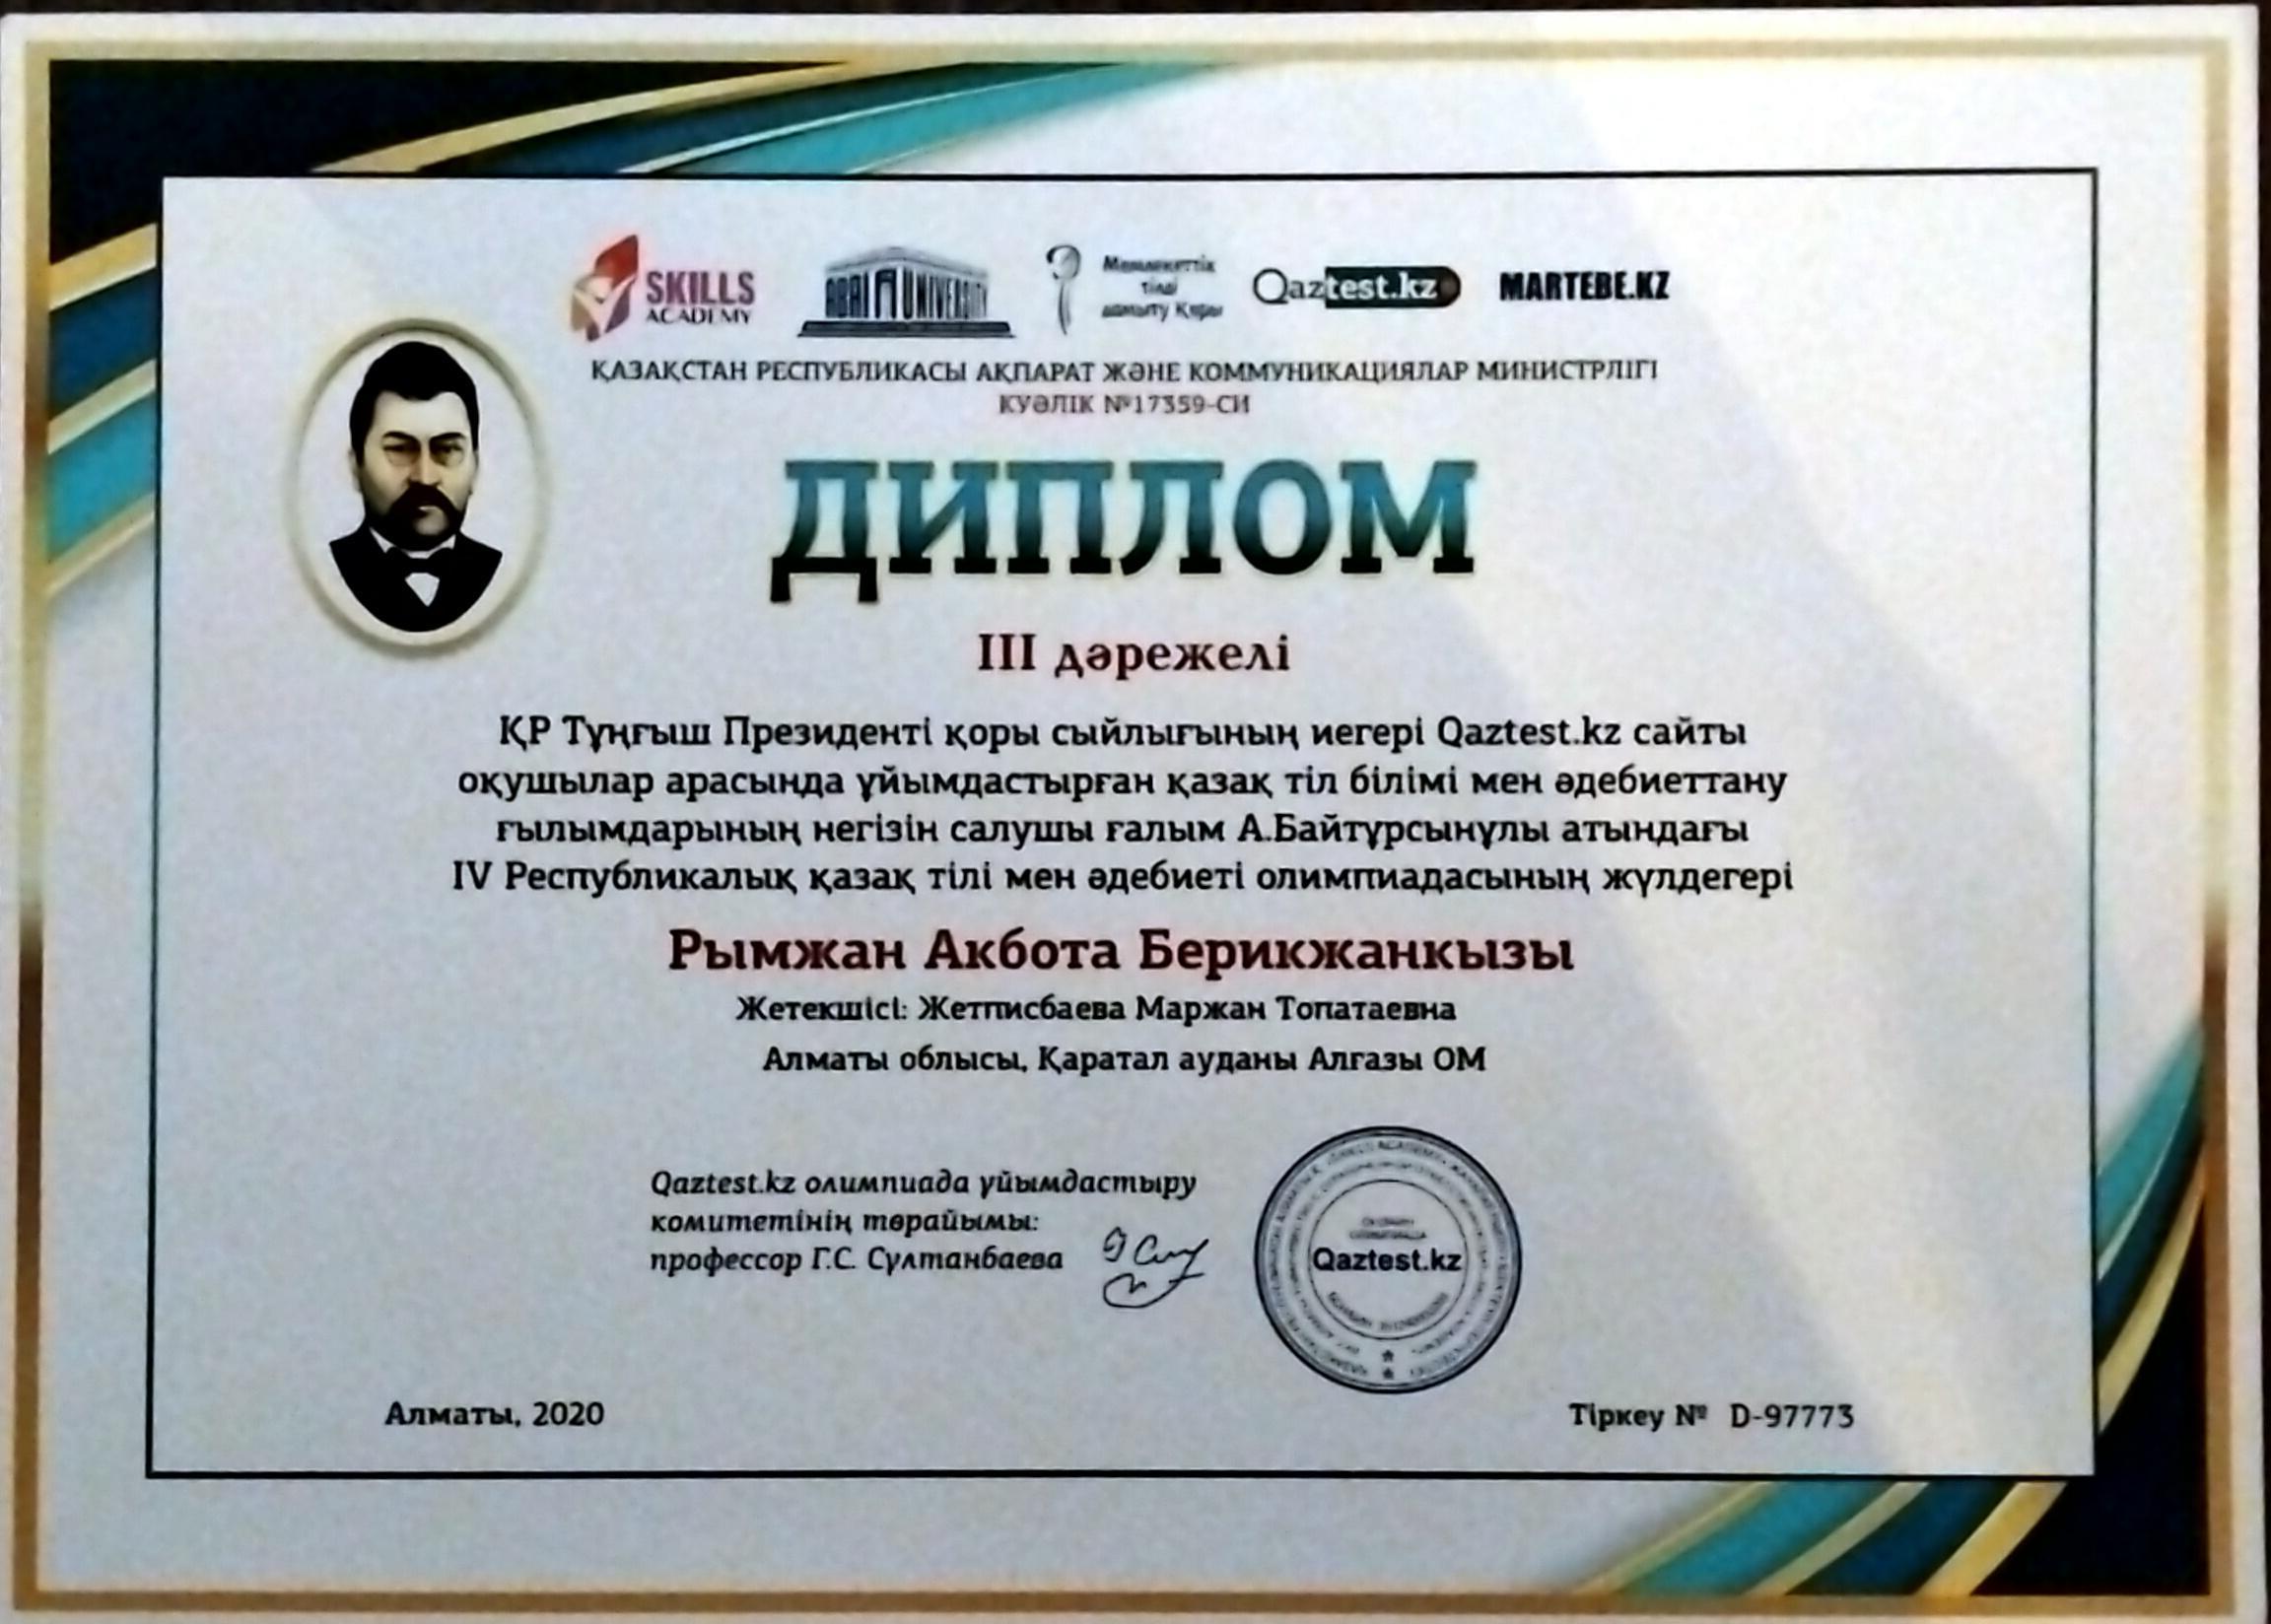 SKILLS
ACADEMY
ABAI UNIVERSITY
Мемлекеттік
тілді
дамыту Қоры
Qaztest.kz
MARTEBE.KZ
ҚАЗАҚСТАН РЕСПУБЛИКАСЫ АҚПАРАТ ЖӘНЕ КОММУНИКАЦИЯЛАР МИНИСТРЛІГІ
КУӘЛІК №17359-СИ
ДИПЛОМ
III дәрежелі
ҚР Тұңғыш Президенті қоры сыйлығының иегері Qaztest.kz сайты
оқушылар арасында ұйымдастырған қазақ тіл білімі мен әдебиеттану
ғылымдарының негізін салушы ғалым А.Байтұрсынұлы атындағы
IV Республикалық қазақ тілі мен әдебиеті олимпиадасының жүлдегері
Рымжан Акбота Берикжанкызы
Жетекшісі: Жетписбаева Маржан Топатаевна
Алматы облысы, Қаратал ауданы Алғазы ОМ
Qaztest.kz олимпиада ұйымдастыру
комитетінің төрайымы:
профессор Г.С. Сұлтанбаева
Qaztest.kz
Алматы, 2020
Тіркеу № D-97773